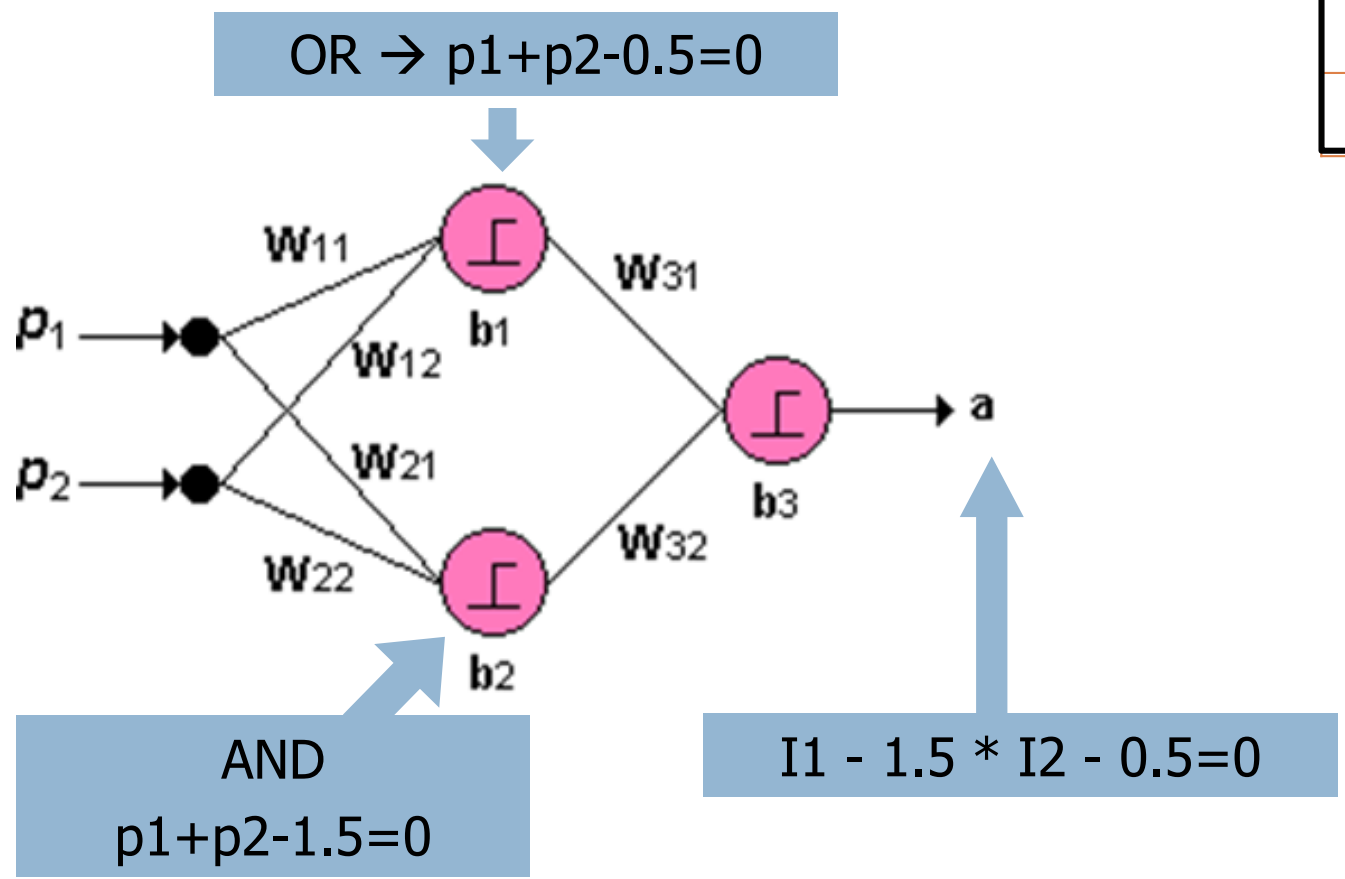 OR → p1+p2-0.5=0
W11
W31
p1
b1
W12
a
W21
p2
b3
W32
W22
b2
AND
p1+p2-1.5=0
I1 - 1.5 * I2 - 0.5=0